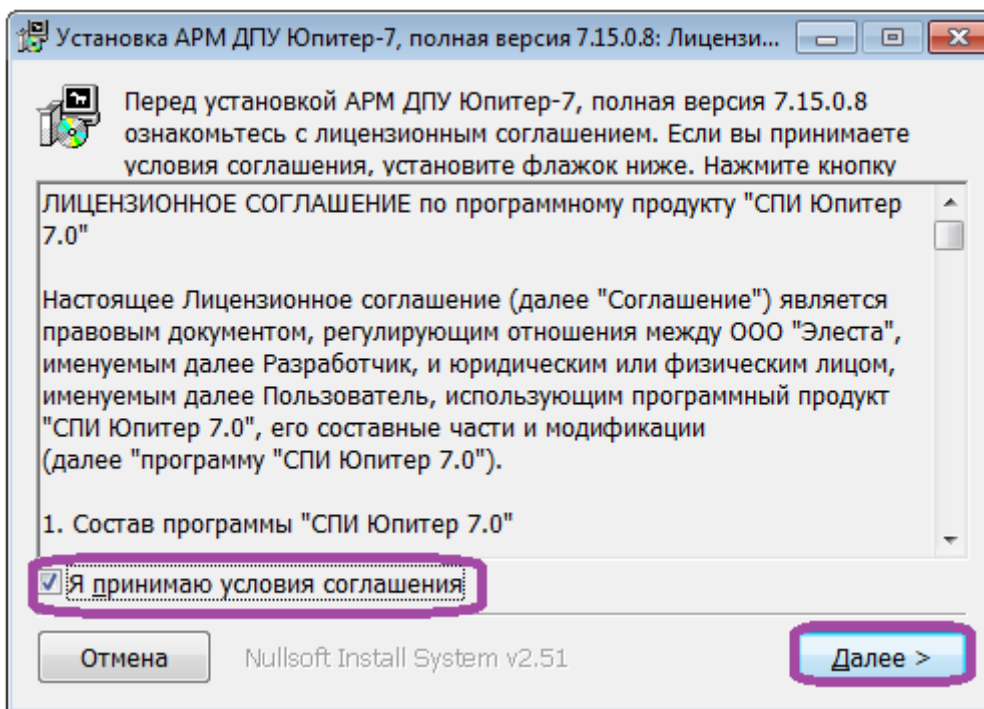 Установка АРМ ДПУ Юпитер-7, полная версия 7.15.0.8: Лицензи...
Перед установкой АРМ ДПУ Юпитер-7, полная версия 7.15.0.8
ознакомьтесь с лицензионным соглашением. Если вы принимаете
условия соглашения, установите флажок ниже. Нажмите кнопку
ЛИЦЕНЗИОННОЕ СОГЛАШЕНИЕ по программному продукту "СПИ Юпитер
7.0"
Настоящее Лицензионное соглашение (далее "Соглашение") является
правовым документом, регулирующим отношения между ООО "Элеста",
именуемым далее Разработчик, и юридическим или физическим лицом,
именуемым далее Пользователь, использующим программный продукт
"СПИ Юпитер 7.0", его составные части и модификации
(далее "программу "СПИ Юпитер 7.0").
1. Состав программы "СПИ Юпитер 7.0"
Я принимаю условия соглашения
Отмена
Nullsoft Install System v2.51
Далее >